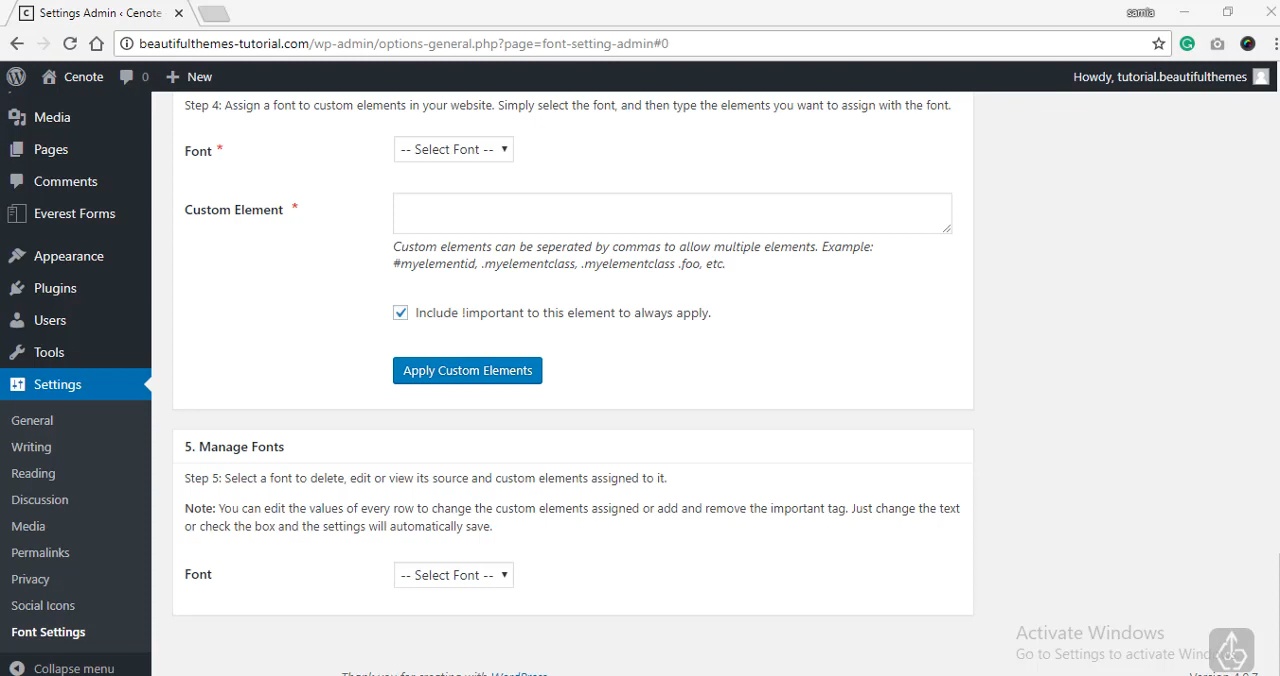 Settings Admin ‹ Cenote
samla
beautifulthemes-tutorial.com/wp-admin/options-general.php?page=font-setting-admin#0
Cenote 0 New Howdy, tutorial.beautifulthemes
Media
Pages
Comments
Everest Forms
Appearance
Plugins
Users
Tools
Settings
General
Writing
Reading
Discussion
Media
Permalinks
Privacy
Social Icons
Font Settings
Collapse menu
Step 4: Assign a font to custom elements in your website. Simply select the font, and then type the elements you want to assign with the font.
Font * -- Select Font --
Custom Element *
Custom elements can be seperated by commas to allow multiple elements. Example:
#myelementid, .myelementclass, .myelementclass .foo, etc.
Include !important to this element to always apply.
Apply Custom Elements
5. Manage Fonts
Step 5: Select a font to delete, edit or view its source and custom elements assigned to it.
Note: You can edit the values of every row to change the custom elements assigned or add and remove the important tag. Just change the text
or check the box and the settings will automatically save.
Font -- Select Font --
Activate Windows
Go to Settings to activate
Thank you for creating with WordPress